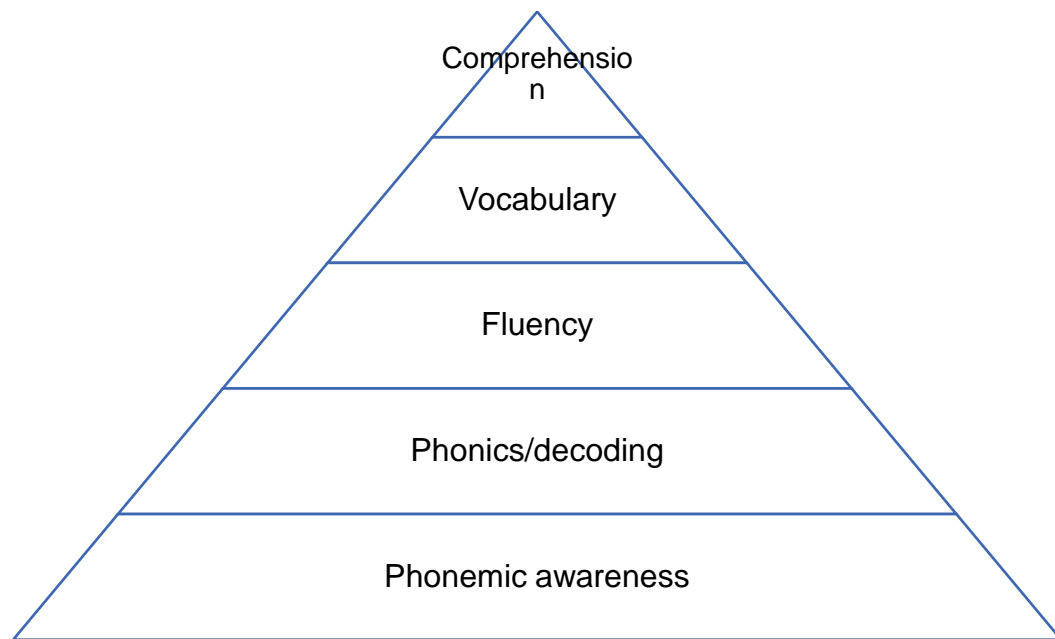 Comprehensio
n
Vocabulary
Fluency
Phonics/decoding
Phonemic awareness